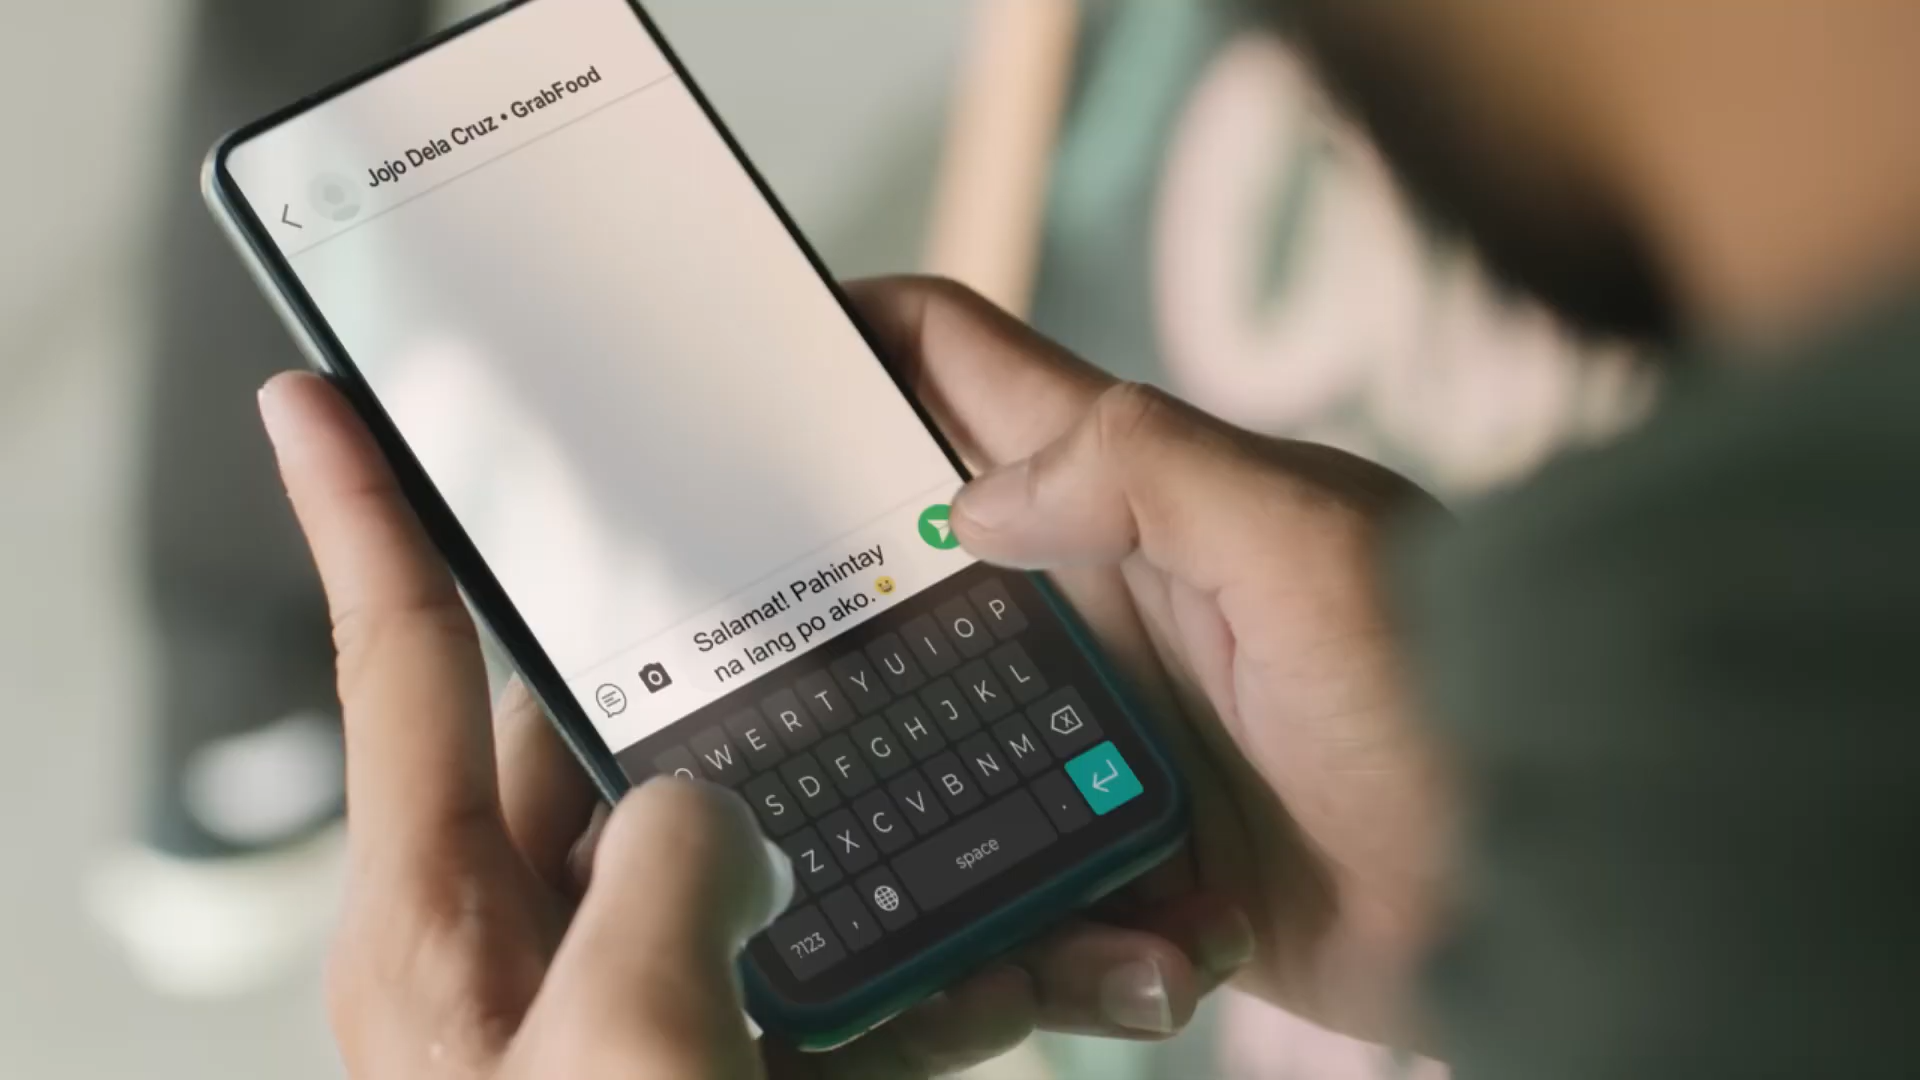 Jojo Dela Cruz • GrabFood
Salamat! Pahintay
na lang po ako.😀
W E R T Y U I O P
S D F G H J K L
Z X C V B N M
?123 , space .